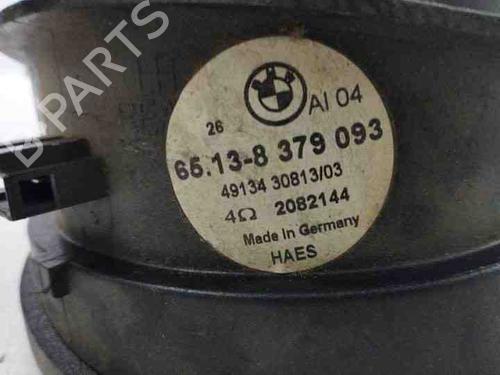 B-PARTS
AI 04
26
65.13-8 379 093
49134 30813/03
4Ω 2082144
Made In Germany
HAES